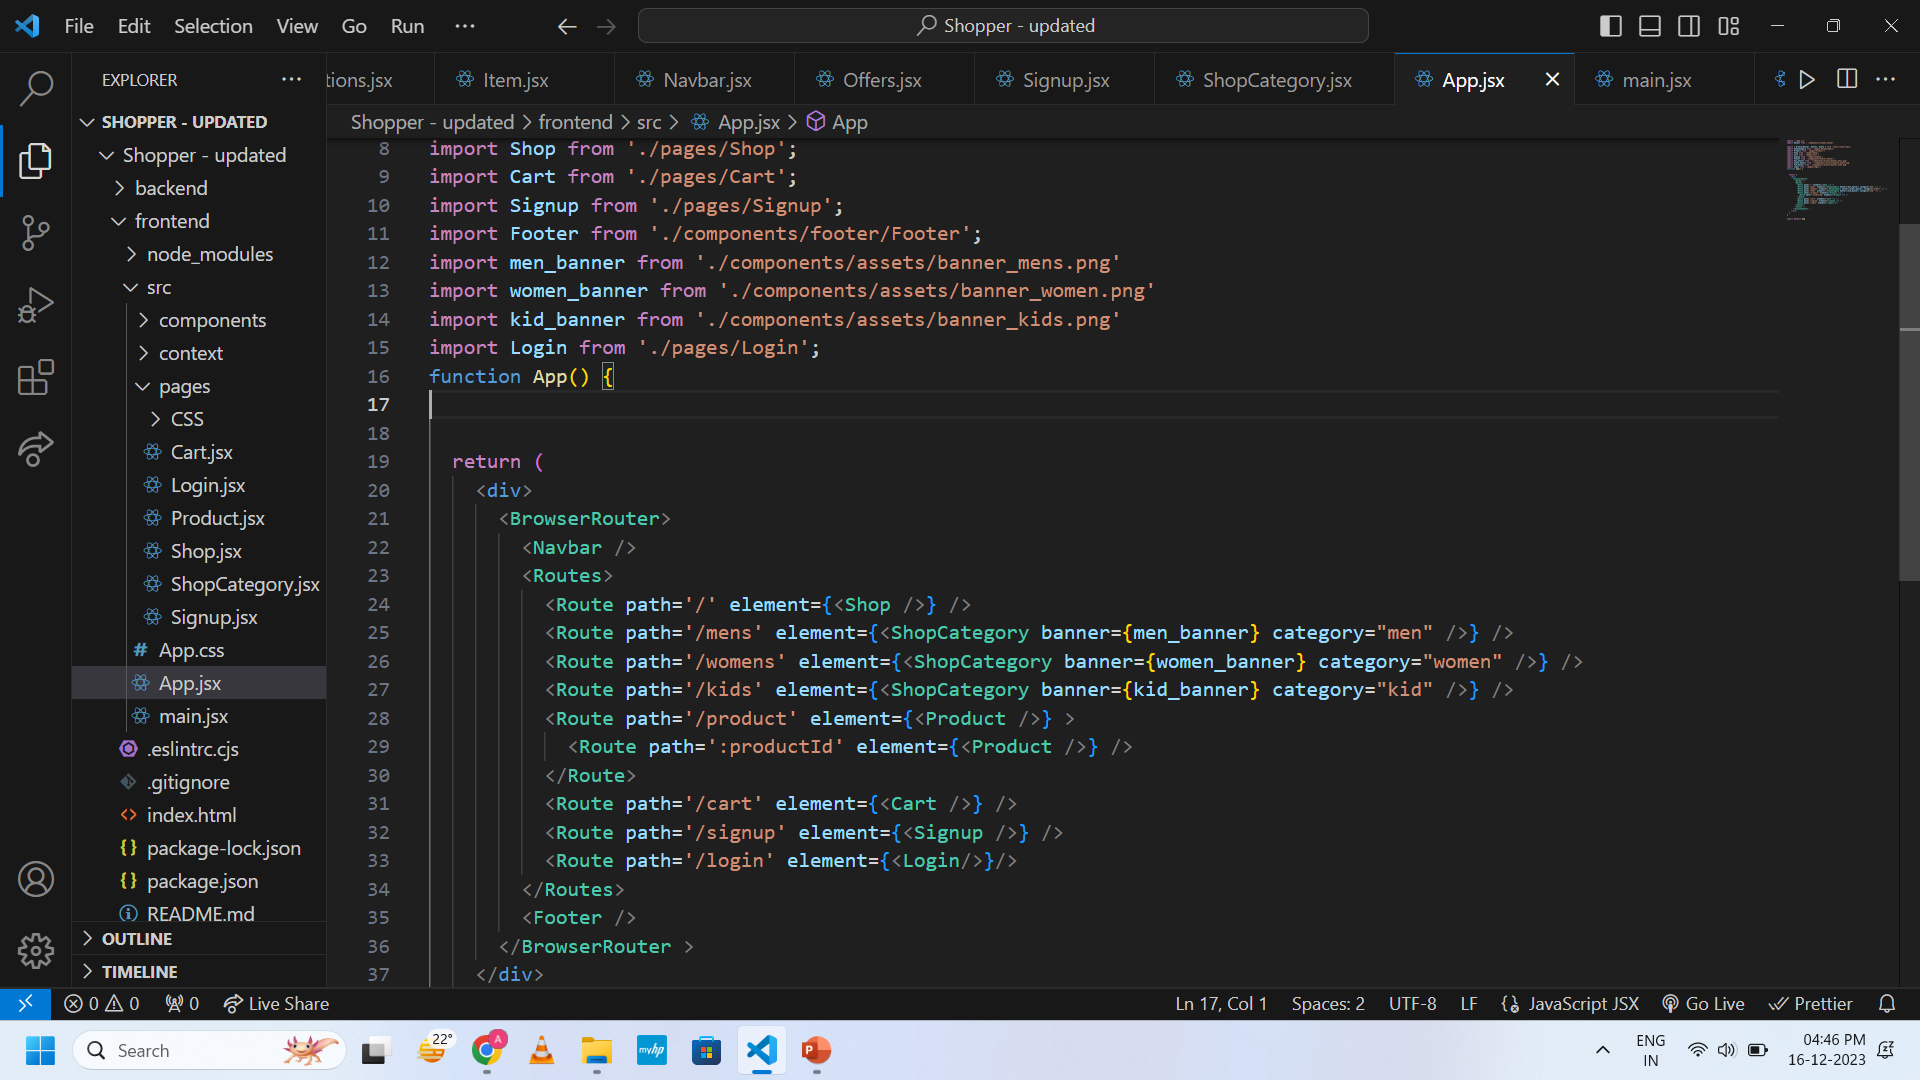 File Edit Selection View Go Run ··· Shopper - updated
EXPLORER ···
SHOPPER - UPDATED
Shopper - updated
backend
frontend
node_modules
src
components
context
pages
CSS
Cart.jsx
Login.jsx
Product.jsx
Shop.jsx
ShopCategory.jsx
Signup.jsx
App.css
App.jsx
main.jsx
.eslintrc.cjs
.gitignore
index.html
package-lock.json
package.json
README.md
OUTLINE
TIMELINE
tions.jsx Item.jsx Navbar.jsx Offers.jsx Signup.jsx ShopCategory.jsx App.jsx main.jsx
Shopper - updated > frontend > src > App.jsx > App
8 import Shop from './pages/Shop';
9 import Cart from './pages/Cart';
10 import Signup from './pages/Signup';
11 import Footer from './components/footer/Footer';
12 import men_banner from './components/assets/banner_mens.png'
13 import women_banner from './components/assets/banner_women.png'
14 import kid_banner from './components/assets/banner_kids.png'
15 import Login from './pages/Login';
16 function App() {
17
18
19 return (
20 <div>
21 <BrowserRouter>
22 <Navbar />
23 <Routes>
24 <Route path='/' element={<Shop />} />
25 <Route path='/mens' element={<ShopCategory banner={men_banner} category="men" />} />
26 <Route path='/womens' element={<ShopCategory banner={women_banner} category="women" />} />
27 <Route path='/kids' element={<ShopCategory banner={kid_banner} category="kid" />} />
28 <Route path='/product' element={<Product />} >
29 <Route path=':productId' element={<Product />} />
30 </Route>
31 <Route path='/cart' element={<Cart />} />
32 <Route path='/signup' element={<Signup />} />
33 <Route path='/login' element={<Login/>}/>
34 </Routes>
35 <Footer />
36 </BrowserRouter >
37 </div>
0 0 0 Live Share Ln 17, Col 1 Spaces: 2 UTF-8 LF JavaScript JSX Go Live Prettier
Search 22° A myhp P ENG
IN
04:46 PM
16-12-2023